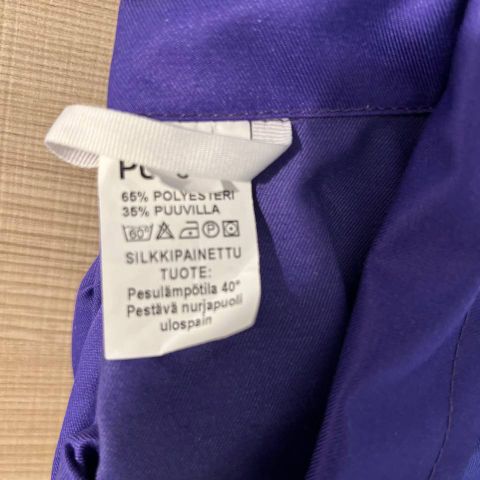 65% POLYESTERI
35% PUUVILLA
60°
SILKKIPAINETTU
TUOTE:
Pesulämpötila 40°
Pestävä nurjapuoli
ulospäin